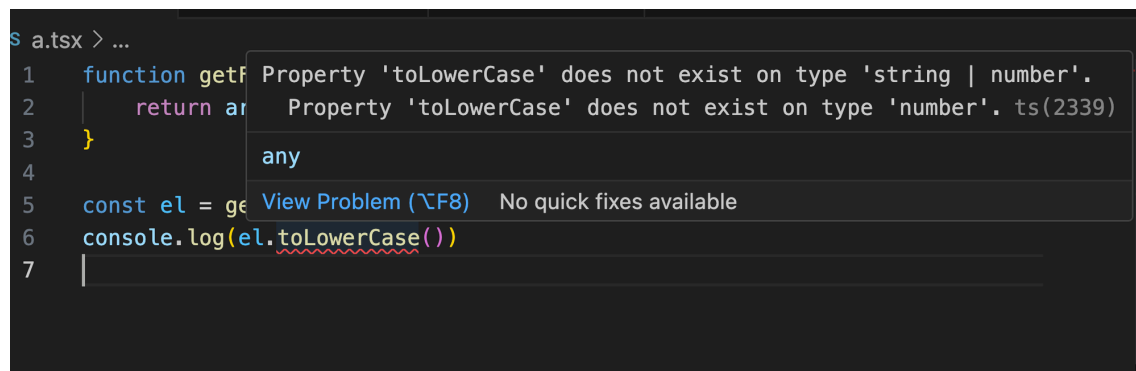 a.tsx > ...
1 function getF
2 return ar
3 }
4
5 const el = ge
6 console.log(el.toLowerCase())
7
Property 'toLowerCase' does not exist on type 'string | number'.
Property 'toLowerCase' does not exist on type 'number'. ts(2339)
any
View Problem (⌥F8) No quick fixes available